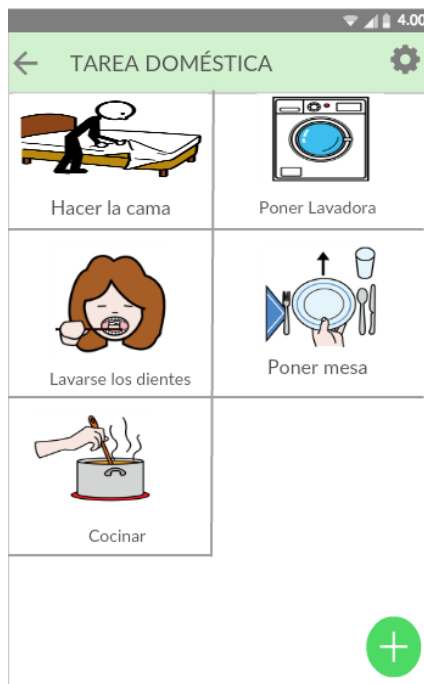 4.00
TAREA DOMÉSTICA
Hacer la cama
Poner Lavadora
Lavarse los dientes
Poner mesa
Cocinar